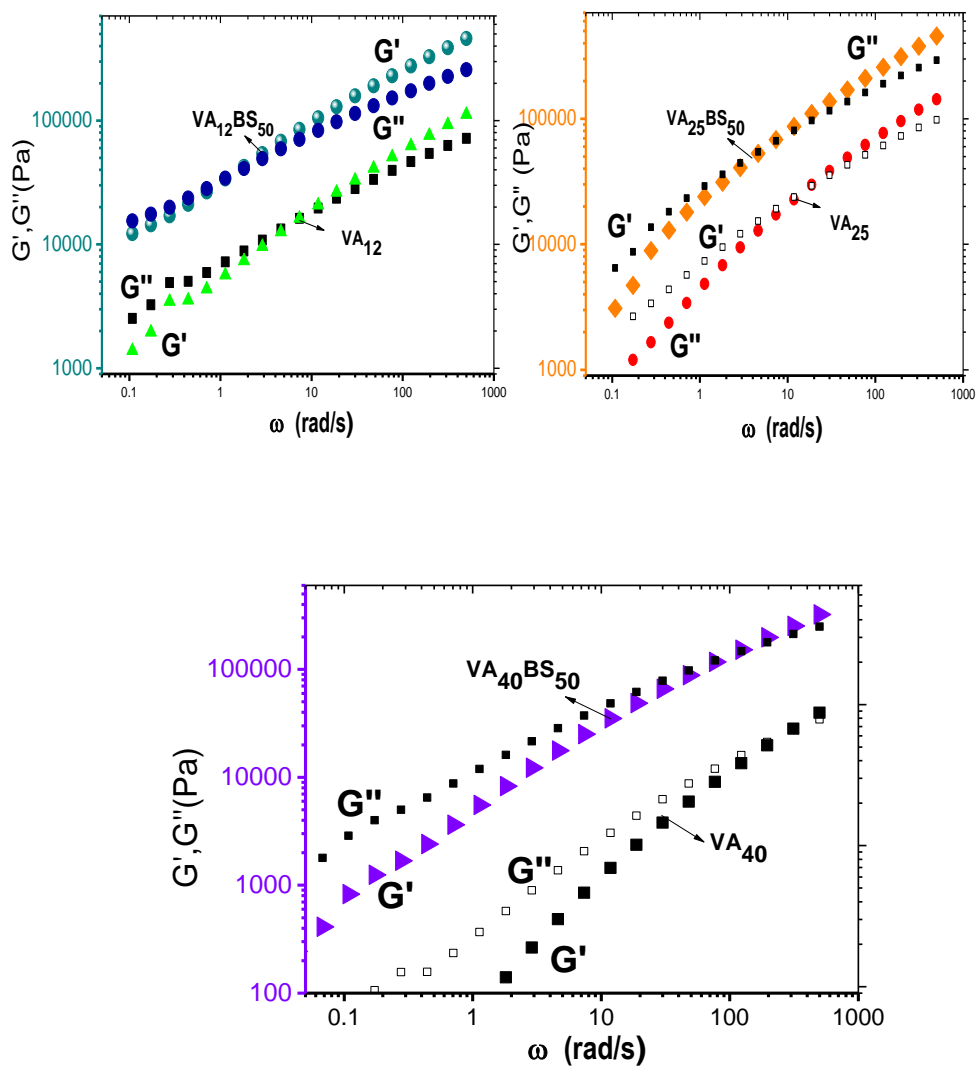 G',G''(Pa)
100000
10000
1000
G'
VA12BS50
G''
VA12
G''
G'
0.1 1 10 100 1000
ω (rad/s)
G',G'' (Pa)
100000
10000
1000
G''
VA25BS50
G'
G'
VA25
G''
0.1 1 10 100 1000
ω (rad/s)
G',G''(Pa)
100000
10000
1000
100
VA40BS50
G''
G'
G''
VA40
G'
0.1 1 10 100 1000
ω (rad/s)